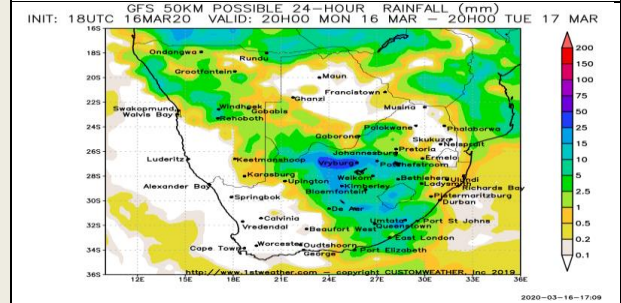 GFS 50KM POSSIBLE 24-HOUR RAINFALL (mm)
INIT: 18UTC 16MAR20 VALID: 20H00 MON 16 MAR - 20H00 TUE 17 MAR
16S
18S
20S
22S
24S
26S
28S
30S
32S
34S
36S
Ondangwa
Rundu
Grootfontein
Maun
Francistown
Ghanzi
Musina
Swakopmund
Walvis Bay
Windhoek
Gobabis
Rehoboth
Polokwane
Phalaborwa
Gaborone
Skukuza
Nelspruit
Johannesburg
Pretoria
Luderitz
Keetmanshoop
Vryburg
Potchefstroom
Ermelo
Karasburg
Upington
Welkom
Bethlehem
Ulundi
Ladysmith
Richards Bay
Alexander Bay
Kimberley
Bloemfontein
Springbok
Pietermaritzburg
Durban
De Aar
Calvinia
Vredendal
Umtata
Port St Johns
Queenstown
Beaufort West
East London
Cape Town
Worcester
Oudtshoorn
George
Port Elizabeth
http://www.1stweather.com - copyright CUSTOMWEATHER, Inc 2019
12E
15E
18E
21E
24E
27E
30E
33E
36E
200
150
100
75
50
25
15
10
5
2.5
1
0.5
0.2
0.1
2020-03-16-17:09